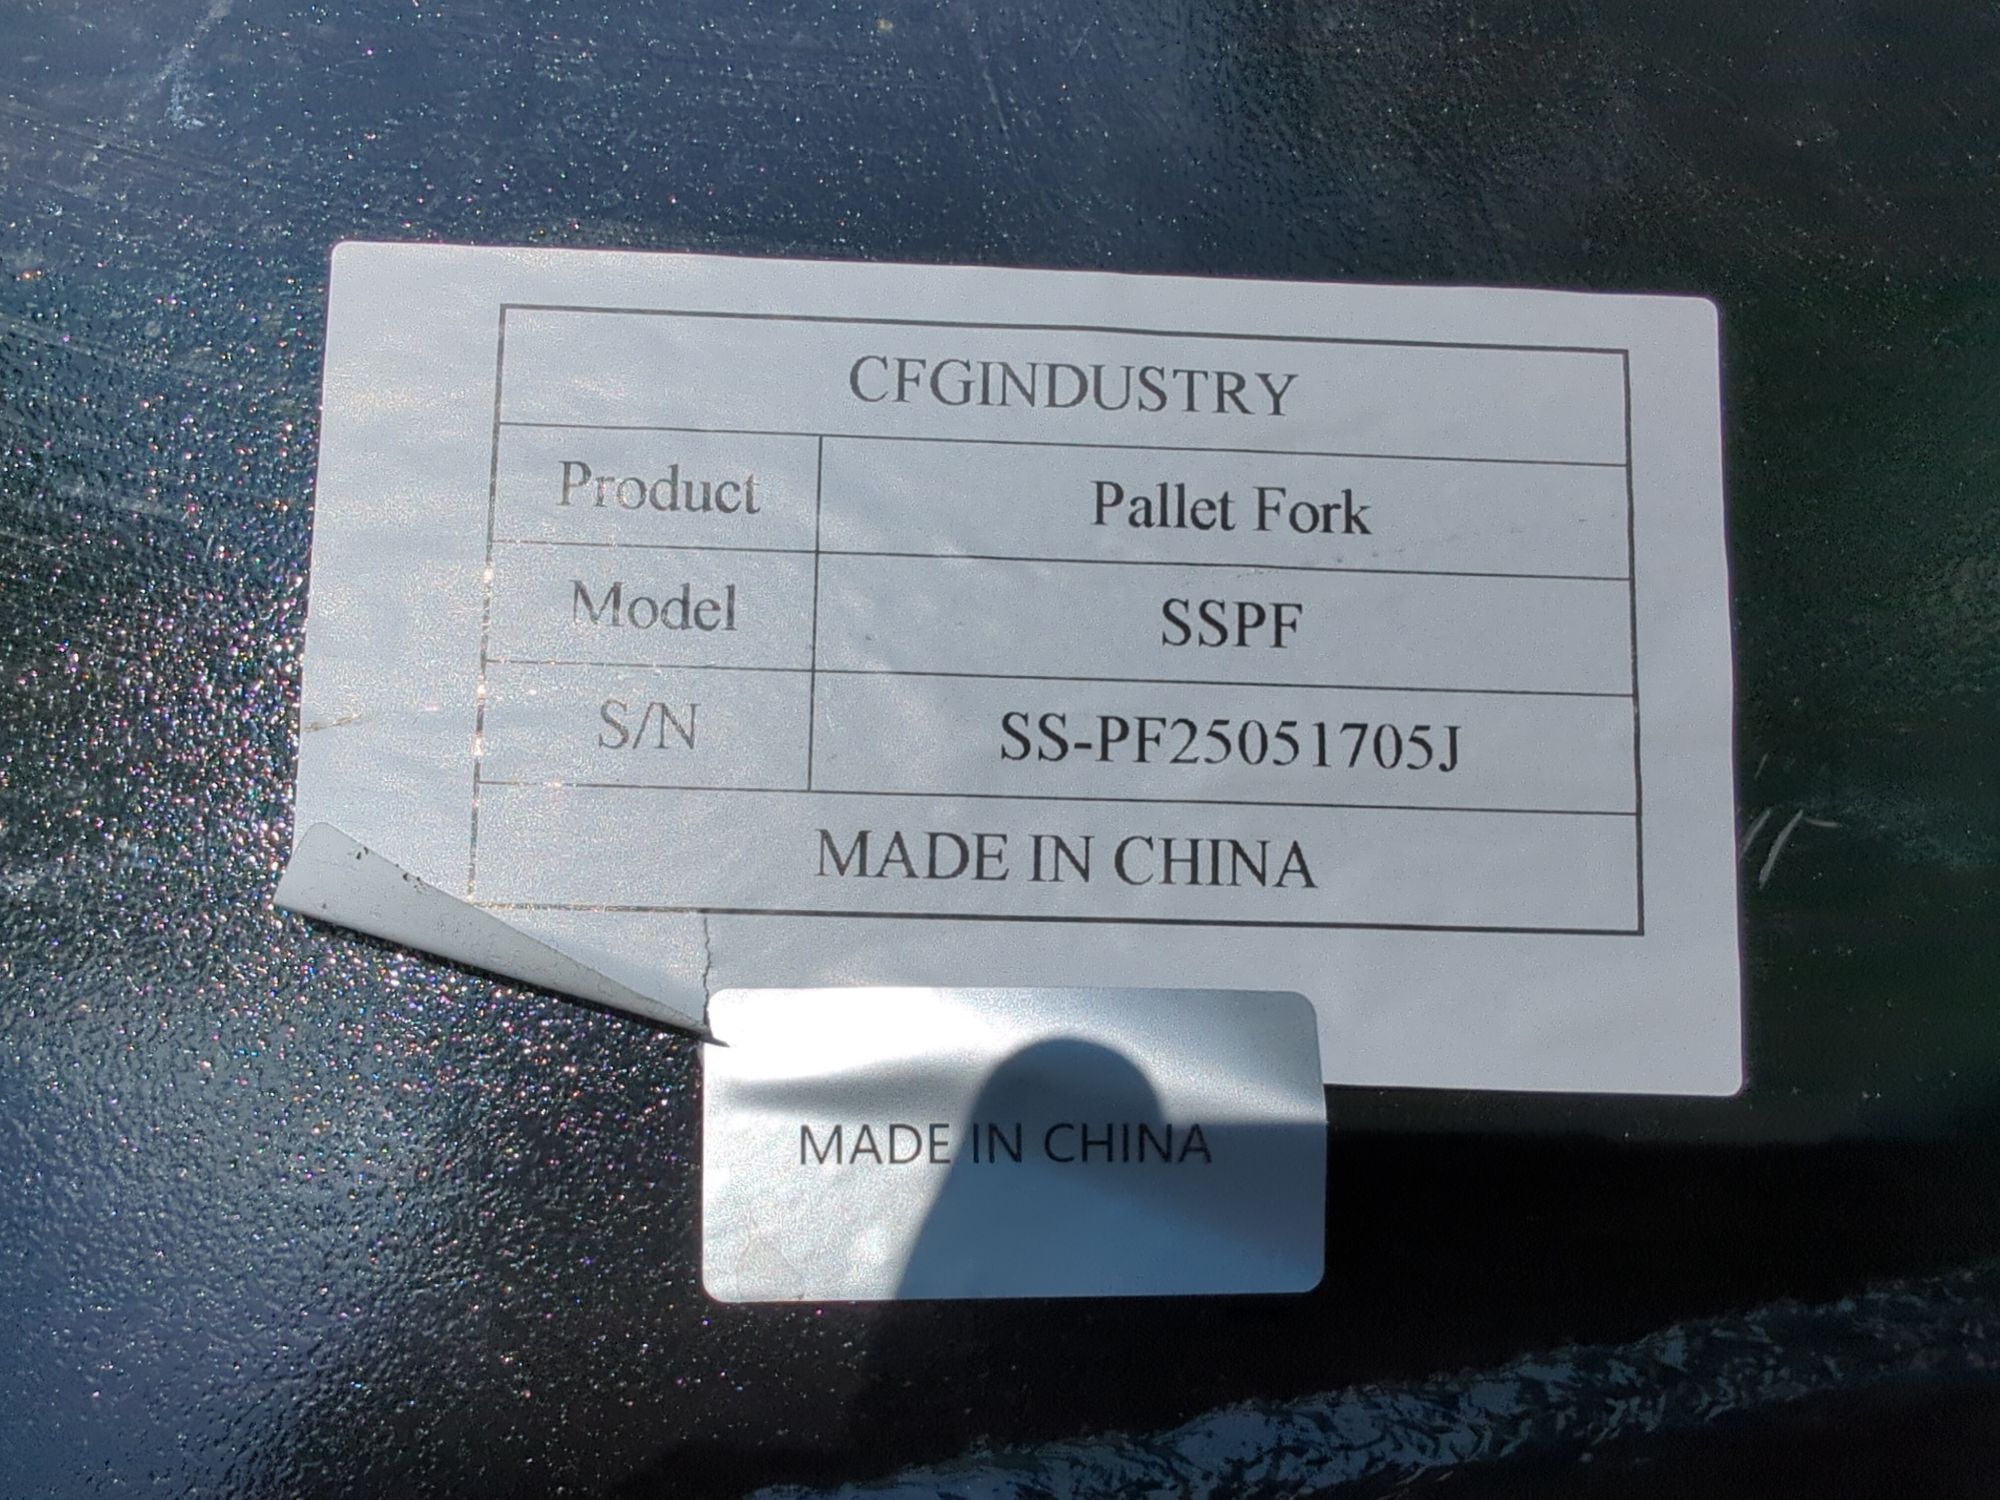 CFGINDUSTRY
Product Pallet Fork
Model SSPF
S/N SS-PF25051705J
MADE IN CHINA
MADE IN CHINA